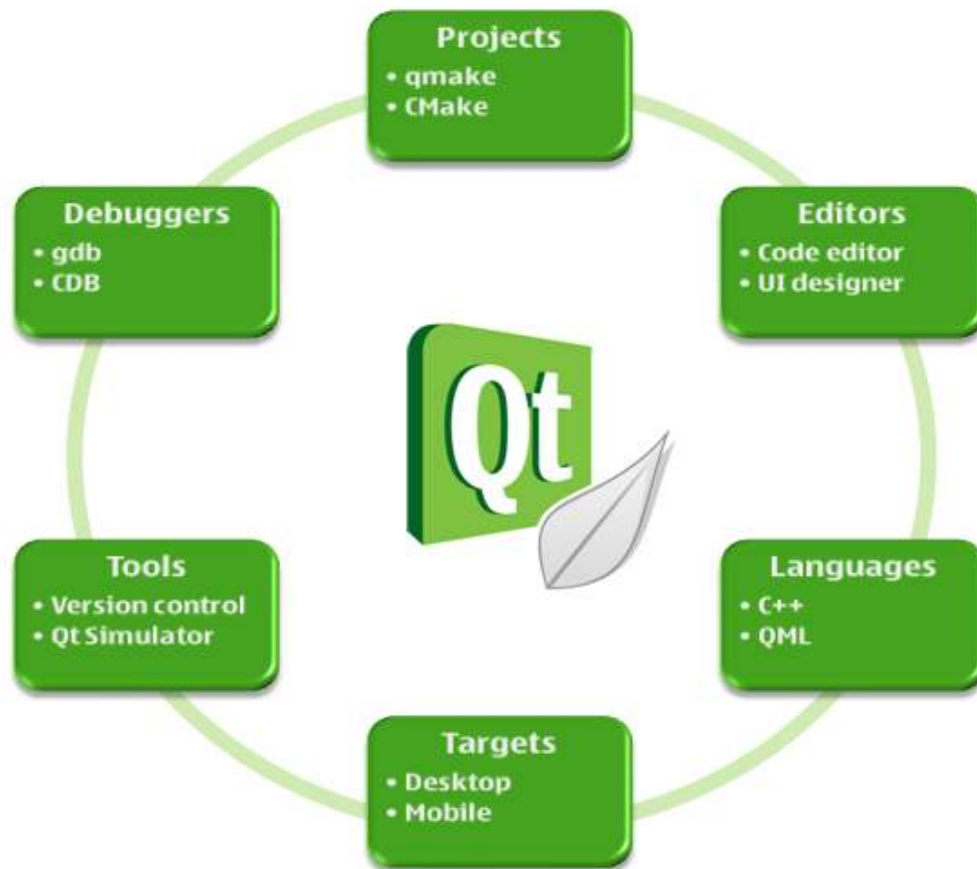 Projects
• qmake
• CMake
Debuggers
• gdb
• CDB
Editors
• Code editor
• UI designer
Qt
Tools
• Version control
• Qt Simulator
Languages
• C++
• QML
Targets
• Desktop
• Mobile